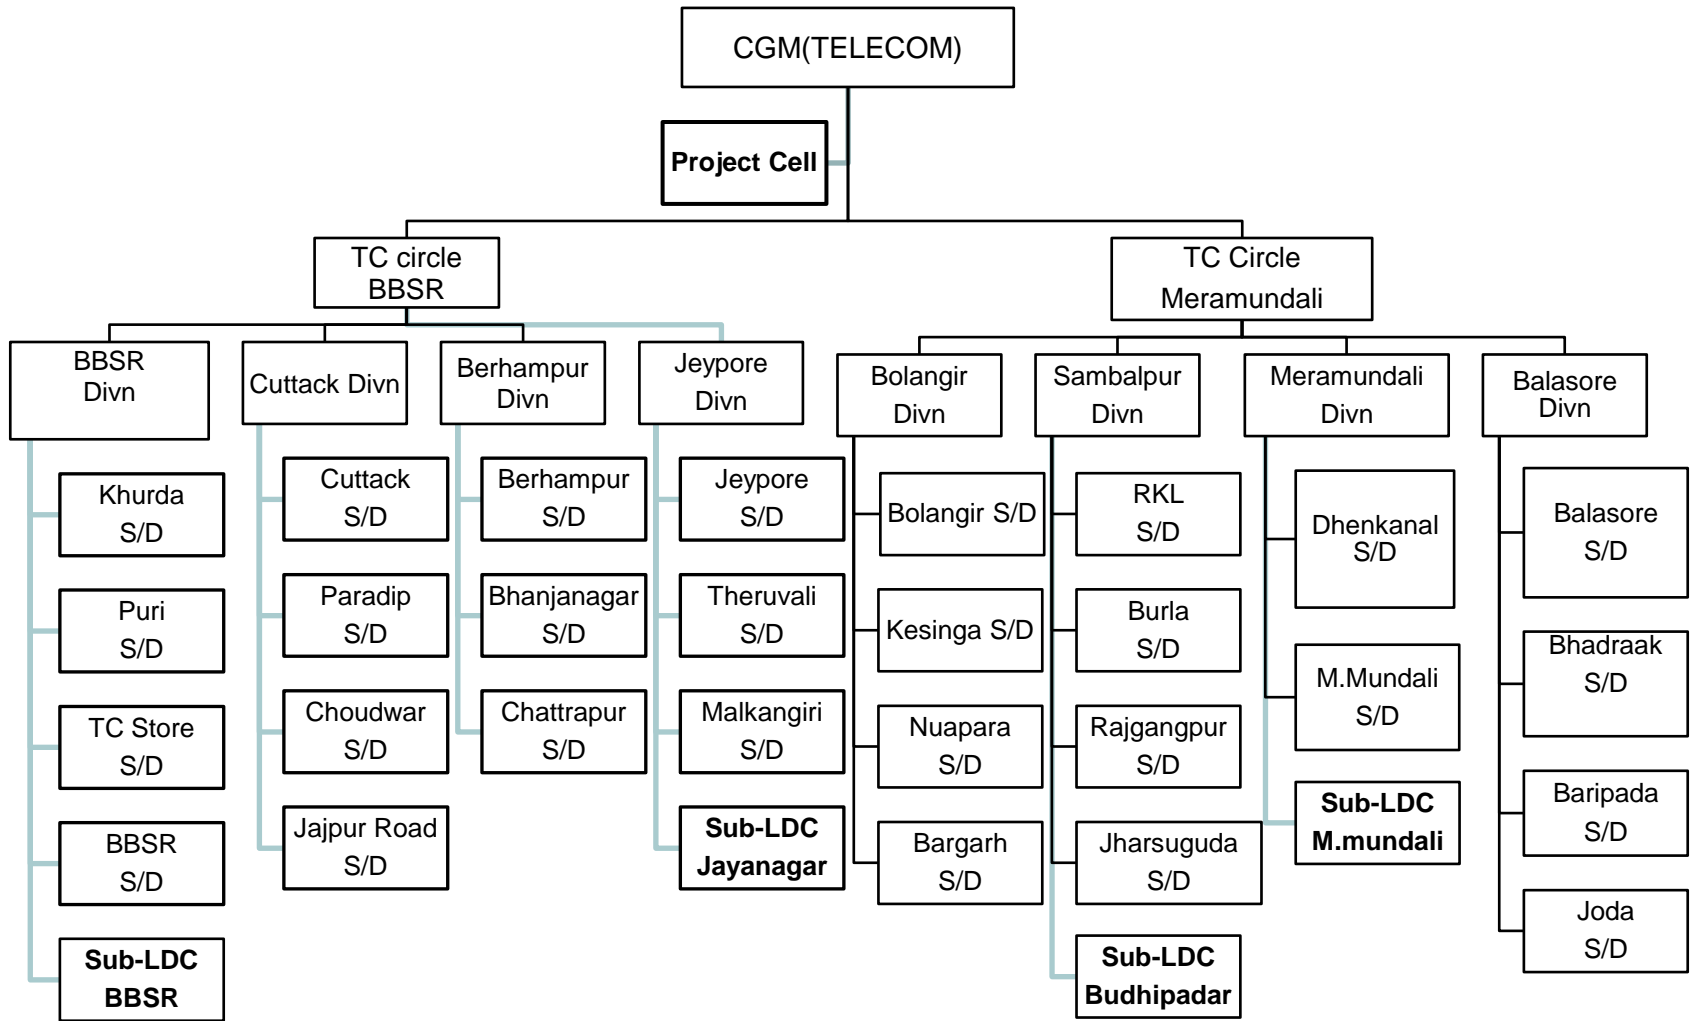 CGM(TELECOM)
Project Cell
TC circle
BBSR
TC Circle
Meramundali
BBSR
Divn
Cuttack Divn
Berhampur
Divn
Jeypore
Divn
Bolangir
Divn
Sambalpur
Divn
Meramundali
Divn
Balasore
Divn
Khurda
S/D
Puri
S/D
TC Store
S/D
BBSR
S/D
Sub-LDC
BBSR
Cuttack
S/D
Paradip
S/D
Choudwar
S/D
Jajpur Road
S/D
Berhampur
S/D
Bhanjanagar
S/D
Chattrapur
S/D
Jeypore
S/D
Theruvali
S/D
Malkangiri
S/D
Sub-LDC
Jayanagar
Bolangir S/D
Kesinga S/D
Nuapara
S/D
Bargarh
S/D
RKL
S/D
Burla
S/D
Rajgangpur
S/D
Jharsuguda
S/D
Sub-LDC
Budhipadar
Dhenkanal
S/D
M.Mundali
S/D
Sub-LDC
M.mundali
Balasore
S/D
Bhadraak
S/D
Baripada
S/D
Joda
S/D